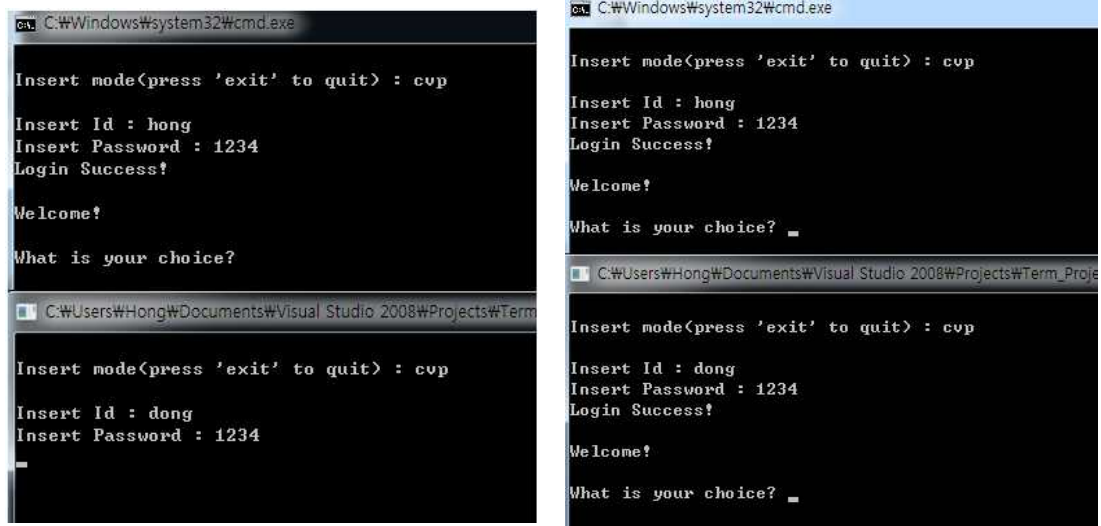 C:₩Windows₩system32₩cmd.exe
Insert mode(press 'exit' to quit) : cvp
Insert Id : hong
Insert Password : 1234
Login Success!
Welcome!
What is your choice?
C:₩Users₩Hong₩Documents₩Visual Studio 2008₩Projects₩Term
Insert mode(press 'exit' to quit) : cvp
Insert Id : dong
Insert Password : 1234
C:₩Windows₩system32₩cmd.exe
Insert mode(press 'exit' to quit) : cvp
Insert Id : hong
Insert Password : 1234
Login Success!
Welcome!
What is your choice? _
C:₩Users₩Hong₩Documents₩Visual Studio 2008₩Projects₩Term_Proje
Insert mode(press 'exit' to quit) : cvp
Insert Id : dong
Insert Password : 1234
Login Success!
Welcome!
What is your choice? _